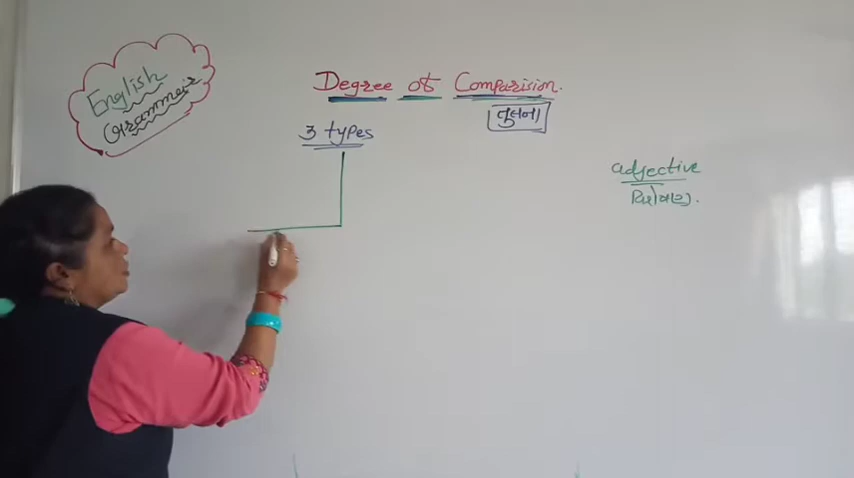 English
Grammar
Degree of Comparision.
તુલના
3 types
adjective
વિશેષણ.